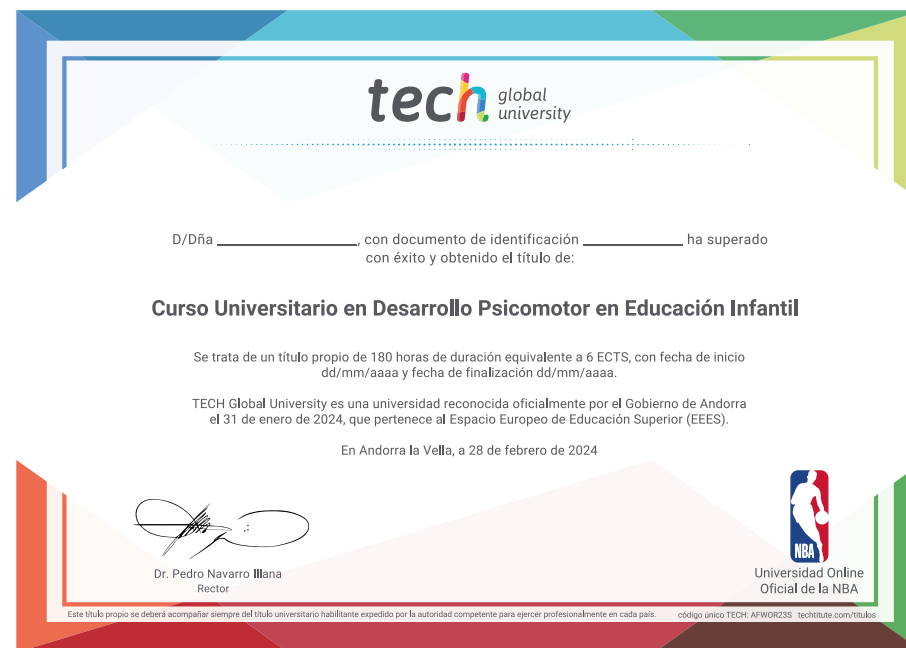 tech global
university
D/Dña ____________________, con documento de identificación ______________ ha superado
con éxito y obtenido el título de:
Curso Universitario en Desarrollo Psicomotor en Educación Infantil
Se trata de un título propio de 180 horas de duración equivalente a 6 ECTS, con fecha de inicio
dd/mm/aaaa y fecha de finalización dd/mm/aaaa.
TECH Global University es una universidad reconocida oficialmente por el Gobierno de Andorra
el 31 de enero de 2024, que pertenece al Espacio Europeo de Educación Superior (EEES).
En Andorra la Vella, a 28 de febrero de 2024
Dr. Pedro Navarro Illana
Rector
NBA
Universidad Online
Oficial de la NBA
Este título propio se deberá acompañar siempre del título universitario habilitante expedido por la autoridad competente para ejercer profesionalmente en cada país. código único TECH: AFWOR23S techtitute.com/titulos